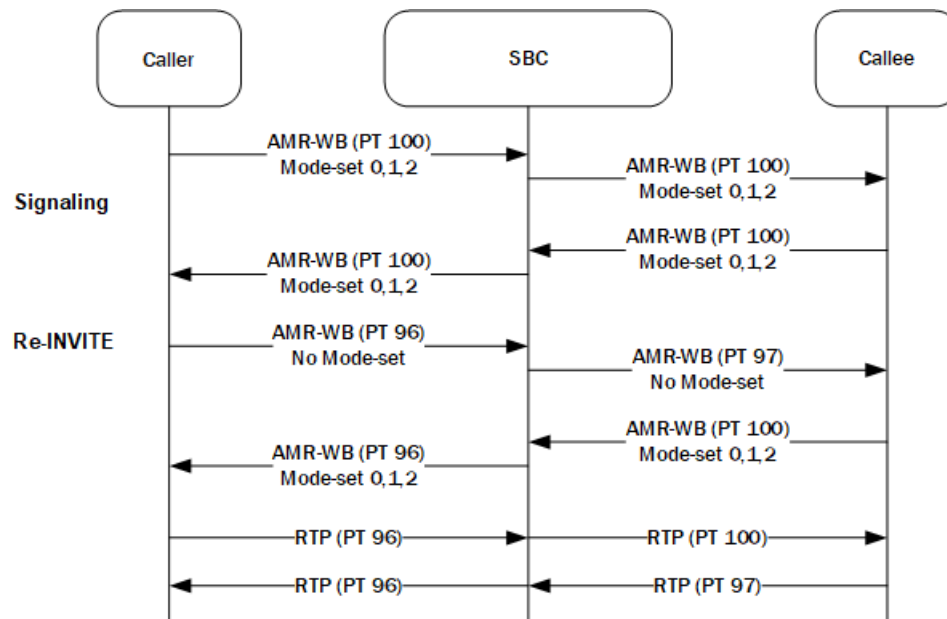 Caller
SBC
Callee
AMR-WB (PT 100)
Mode-set 0,1,2
AMR-WB (PT 100)
Mode-set 0,1,2
Signaling
AMR-WB (PT 100)
Mode-set 0,1,2
AMR-WB (PT 100)
Mode-set 0,1,2
Re-INVITE
AMR-WB (PT 96)
No Mode-set
AMR-WB (PT 97)
No Mode-set
AMR-WB (PT 100)
Mode-set 0,1,2
AMR-WB (PT 96)
Mode-set 0,1,2
RTP (PT 96)
RTP (PT 100)
RTP (PT 96)
RTP (PT 97)